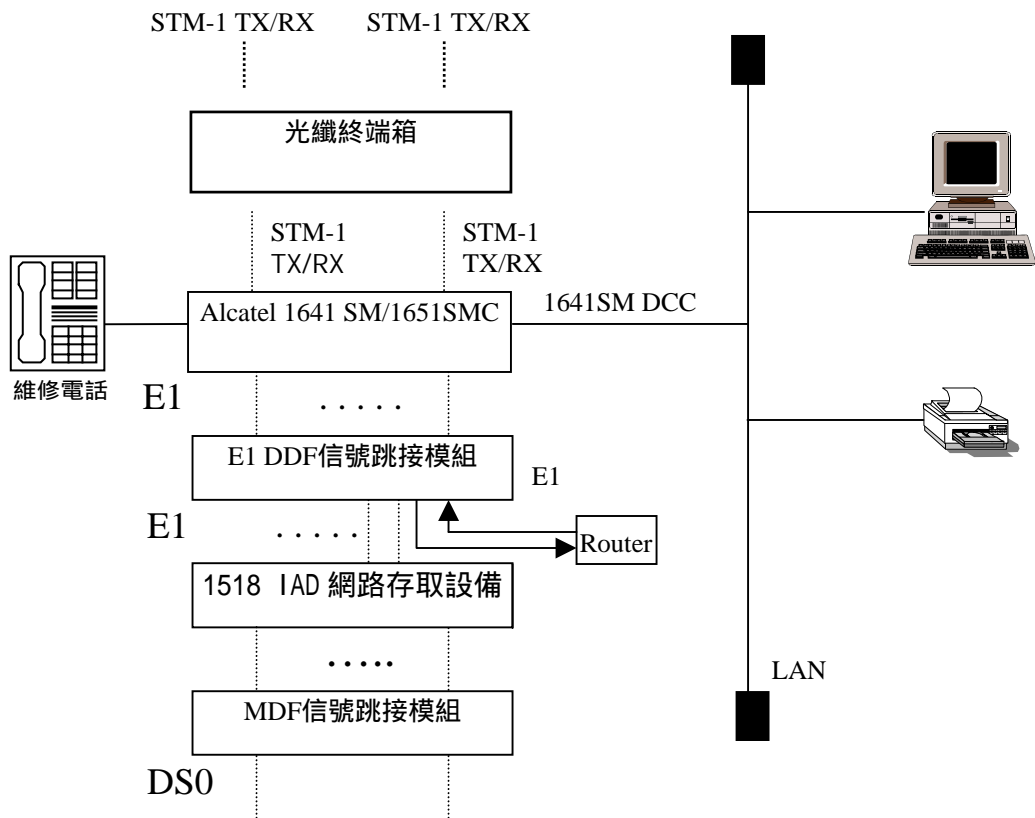 STM-1 TX/RX
STM-1 TX/RX
光纖終端箱
STM-1
TX/RX
STM-1
TX/RX
Alcatel 1641 SM/1651SMC
1641SM DCC
維修電話
E1
. . . . .
E1 DDF信號跳接模組
E1
E1
. . . . .
Router
1518 IAD 網路存取設備
.....
LAN
MDF信號跳接模組
DS0